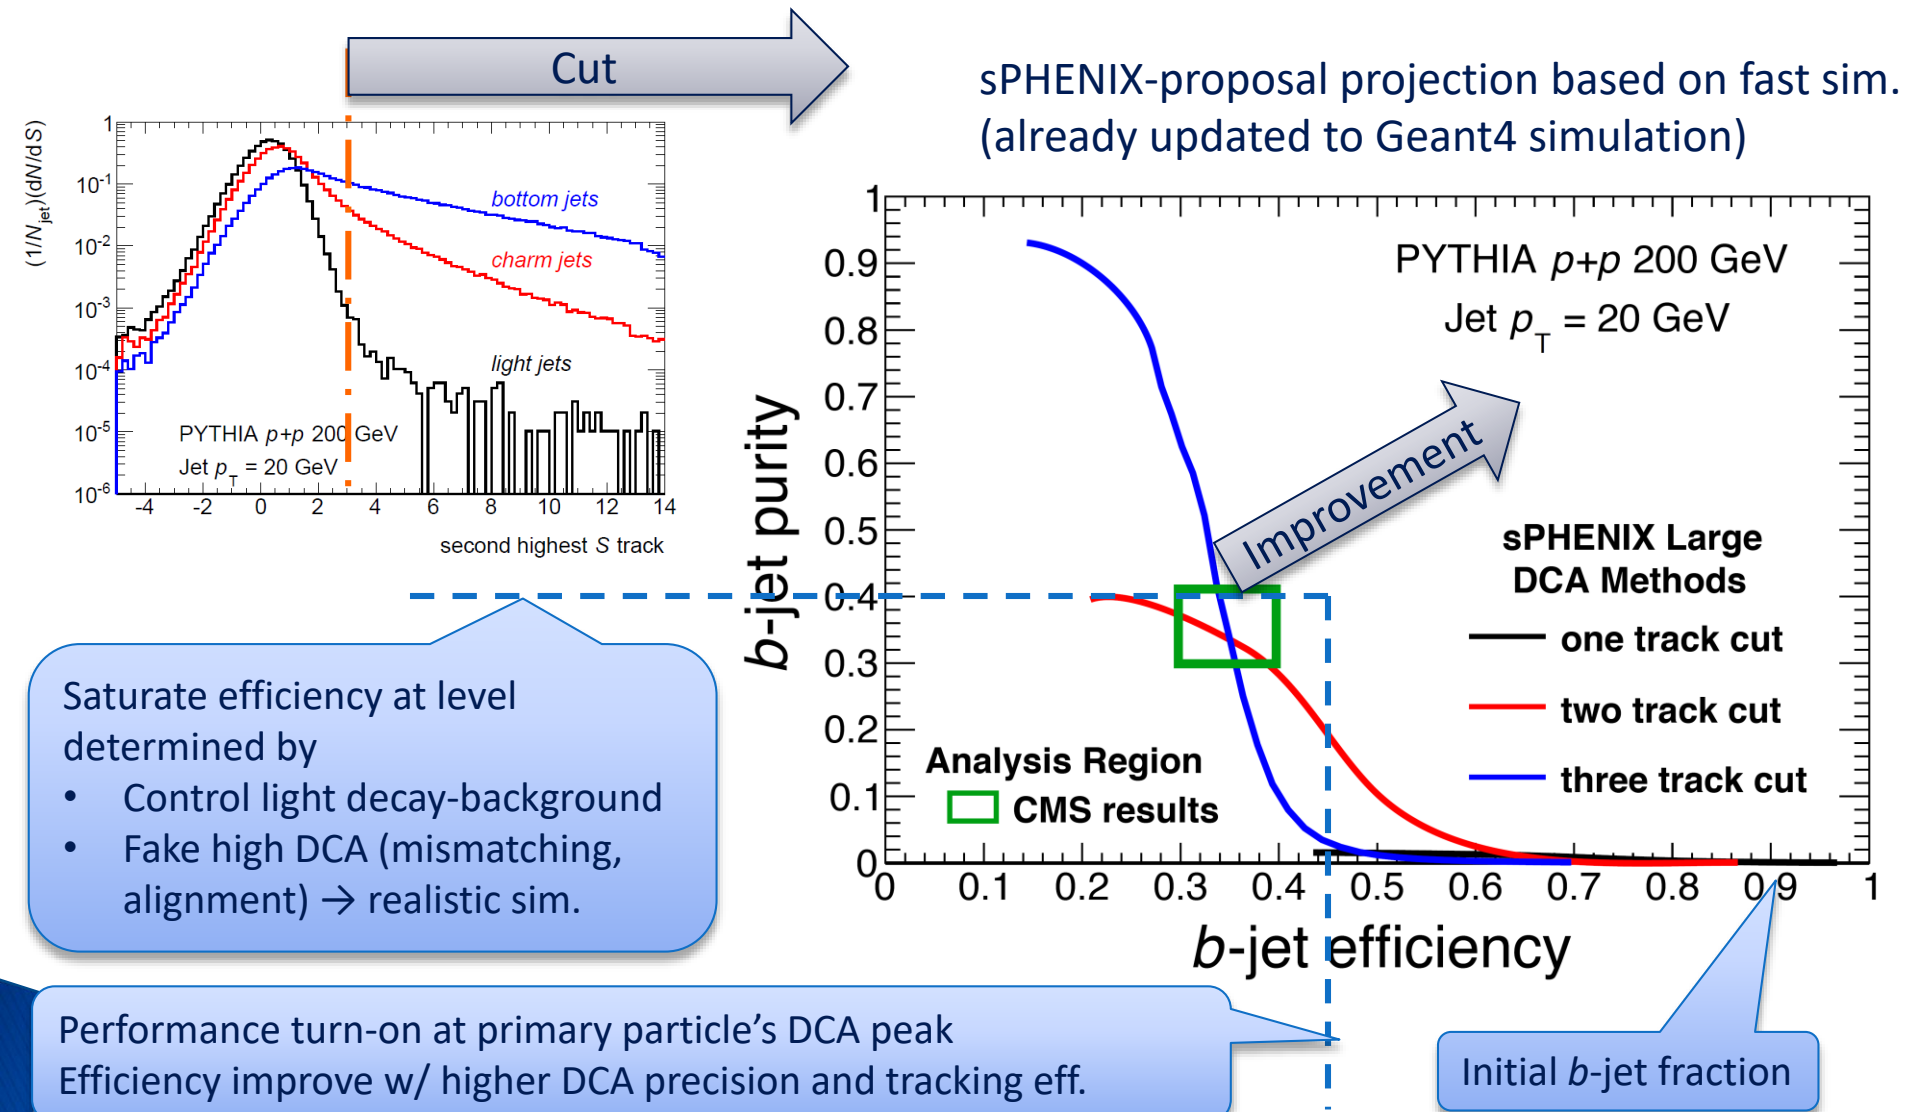 Cut
sPHENIX-proposal projection based on fast sim.
(already updated to Geant4 simulation)
(1/N_jet)(dN/dS)
1
10^-1
10^-2
10^-3
10^-4
10^-5
10^-6
bottom jets
charm jets
light jets
PYTHIA p+p 200 GeV
Jet p_T = 20 GeV
-4 -2 0 2 4 6 8 10 12 14
second highest S track
b-jet purity
1
0.9
0.8
0.7
0.6
0.5
0.4
0.3
0.2
0.1
0
PYTHIA p+p 200 GeV
Jet p_T = 20 GeV
Improvement
sPHENIX Large
DCA Methods
one track cut
two track cut
three track cut
Analysis Region
CMS results
0 0.1 0.2 0.3 0.4 0.5 0.6 0.7 0.8 0.9 1
b-jet efficiency
Saturate efficiency at level
determined by
• Control light decay-background
• Fake high DCA (mismatching,
alignment) → realistic sim.
Performance turn-on at primary particle's DCA peak
Efficiency improve w/ higher DCA precision and tracking eff.
Initial b-jet fraction